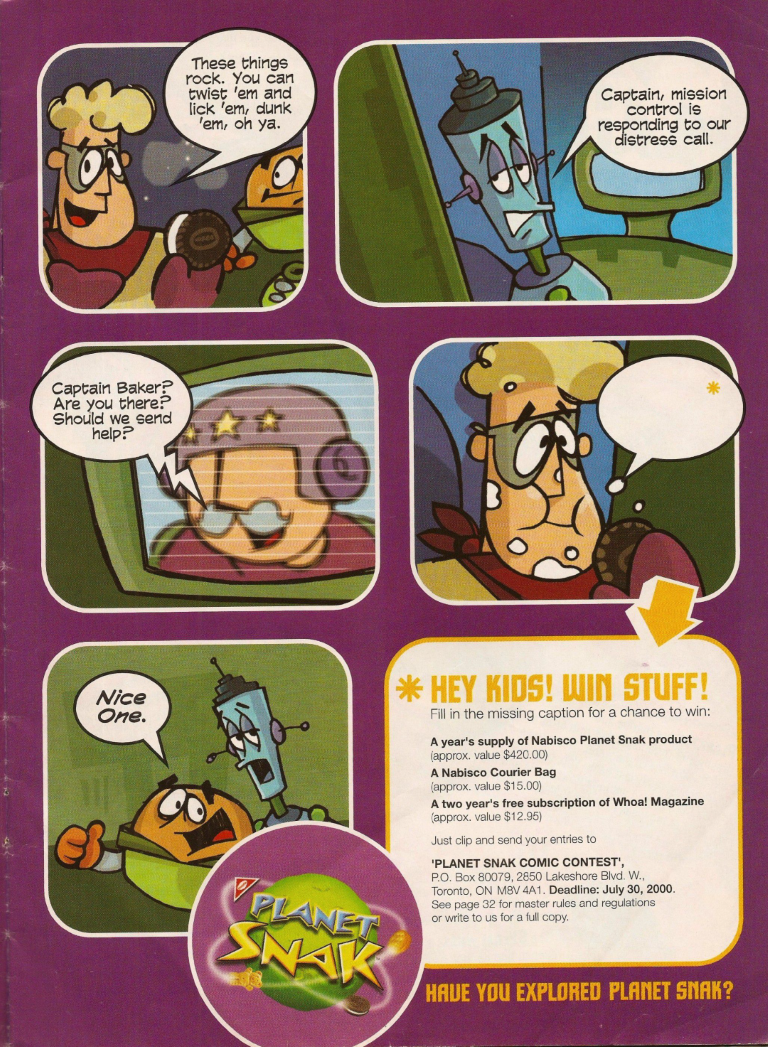 These things
rock. You can
twist 'em and
lick 'em, dunk
'em, oh ya.
Captain, mission
control is
responding to our
distress call.
Captain Baker?
Are you there?
Should we send
help?
*
Nice
One.
* HEY KIDS! WIN STUFF!
Fill in the missing caption for a chance to win:
A year's supply of Nabisco Planet Snak product
(approx. value $420.00)
A Nabisco Courier Bag
(approx. value $15.00)
A two year's free subscription of Whoa! Magazine
(approx. value $12.95)
Just clip and send your entries to
'PLANET SNAK COMIC CONTEST',
P.O. Box 80079, 2850 Lakeshore Blvd. W.,
Toronto, ON M8V 4A1. Deadline: July 30, 2000.
See page 32 for master rules and regulations
or write to us for a full copy.
PLANET
SNAK
HAVE YOU EXPLORED PLANET SNAK?